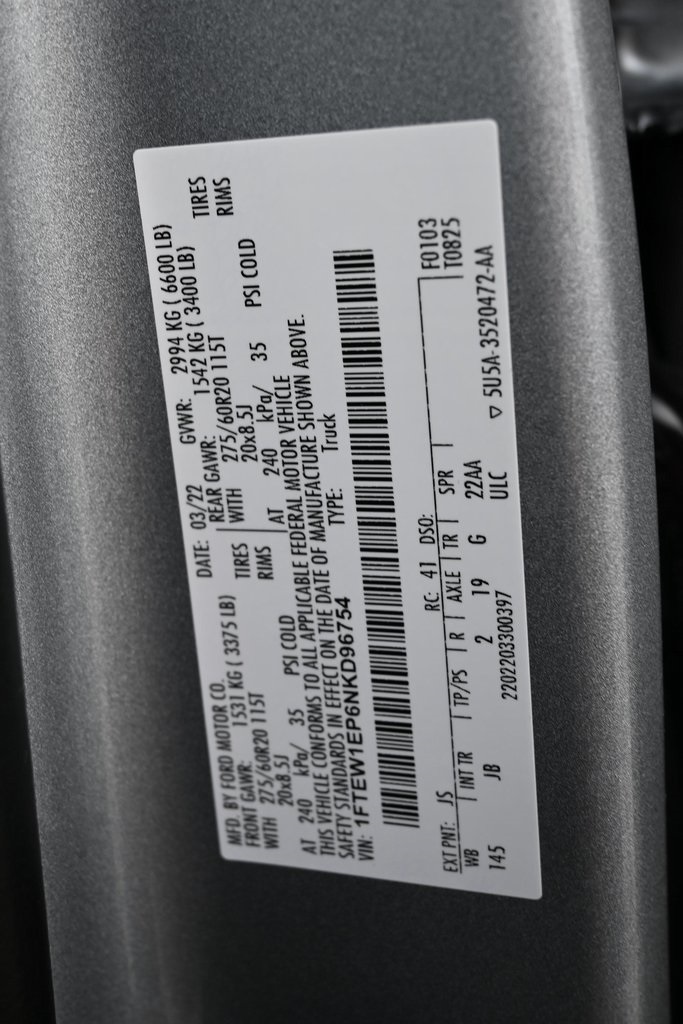 MFD. BY FORD MOTOR CO.
DATE: 03/22 GVWR: 2994 KG ( 6600 LB)
FRONT GAWR: 1531 KG ( 3375 LB) REAR GAWR: 1542 KG ( 3400 LB)
WITH 275/60R20 115T TIRES WITH 275/60R20 115T TIRES
20x8.5J RIMS 20x8.5J RIMS
AT 240 kPa/ 35 PSI COLD AT 240 kPa/ 35 PSI COLD
THIS VEHICLE CONFORMS TO ALL APPLICABLE FEDERAL MOTOR VEHICLE
SAFETY STANDARDS IN EFFECT ON THE DATE OF MANUFACTURE SHOWN ABOVE.
VIN: 1FTEW1EP6NKD96754 TYPE: Truck
EXT PNT: JS RC: 41 DSO: F0103
WB INT TR TP/PS R AXLE TR SPR T0825
145 JB 2 19 G 22AA
2202203300397 ULC ▽ 5U5A-3520472-AA